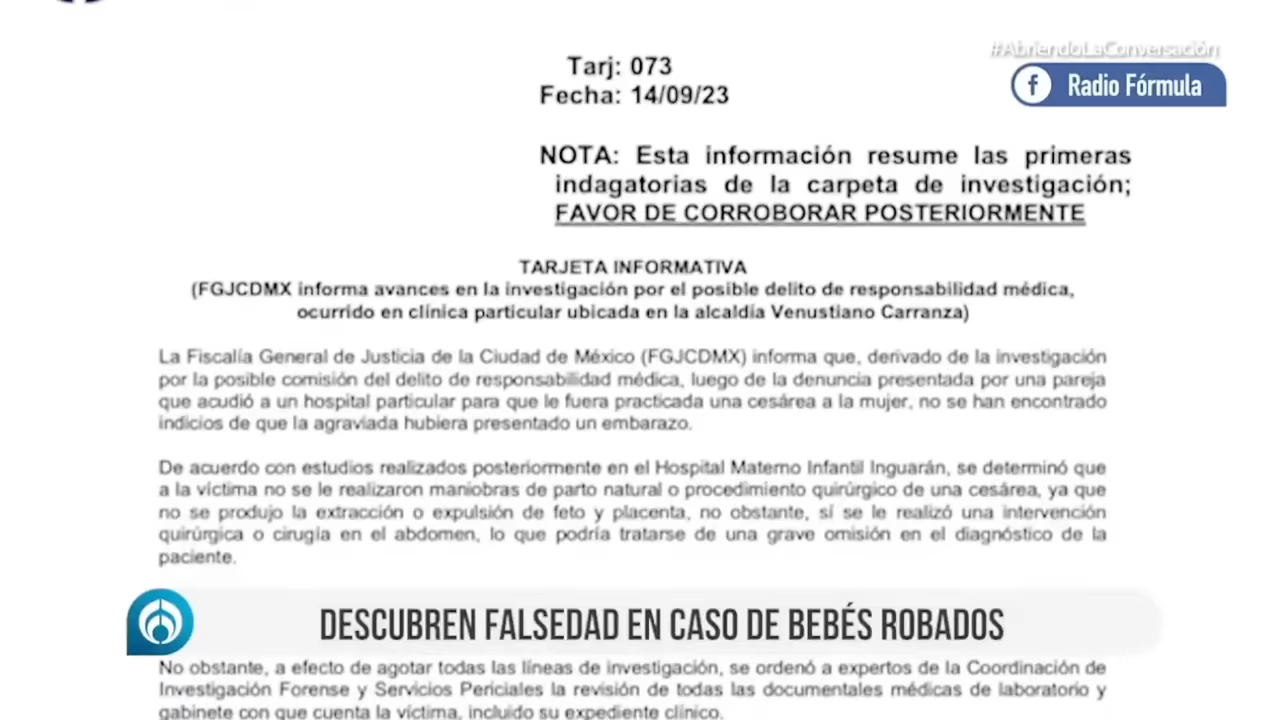 #AbriendoLaConversación
Radio Fórmula
Tarj: 073
Fecha: 14/09/23
NOTA: Esta información resume las primeras
indagatorias de la carpeta de investigación;
FAVOR DE CORROBORAR POSTERIORMENTE
TARJETA INFORMATIVA
(FGJCDMX informa avances en la investigación por el posible delito de responsabilidad médica,
ocurrido en clínica particular ubicada en la alcaldía Venustiano Carranza)
La Fiscalía General de Justicia de la Ciudad de México (FGJCDMX) informa que, derivado de la investigación
por la posible comisión del delito de responsabilidad médica, luego de la denuncia presentada por una pareja
que acudió a un hospital particular para que le fuera practicada una cesárea a la mujer, no se han encontrado
indicios de que la agraviada hubiera presentado un embarazo.
De acuerdo con estudios realizados posteriormente en el Hospital Materno Infantil Inguarán, se determinó que
a la víctima no se le realizaron maniobras de parto natural o procedimiento quirúrgico de una cesárea, ya que
no se produjo la extracción o expulsión de feto y placenta, no obstante, sí se le realizó una intervención
quirúrgica o cirugía en el abdomen, lo que podría tratarse de una grave omisión en el diagnóstico de la
paciente.
DESCUBREN FALSEDAD EN CASO DE BEBÉS ROBADOS
No obstante, a efecto de agotar todas las líneas de investigación, se ordenó a expertos de la Coordinación de
Investigación Forense y Servicios Periciales la revisión de todas las documentales médicas de laboratorio y
gabinete con que cuenta la víctima, incluido su expediente clínico.